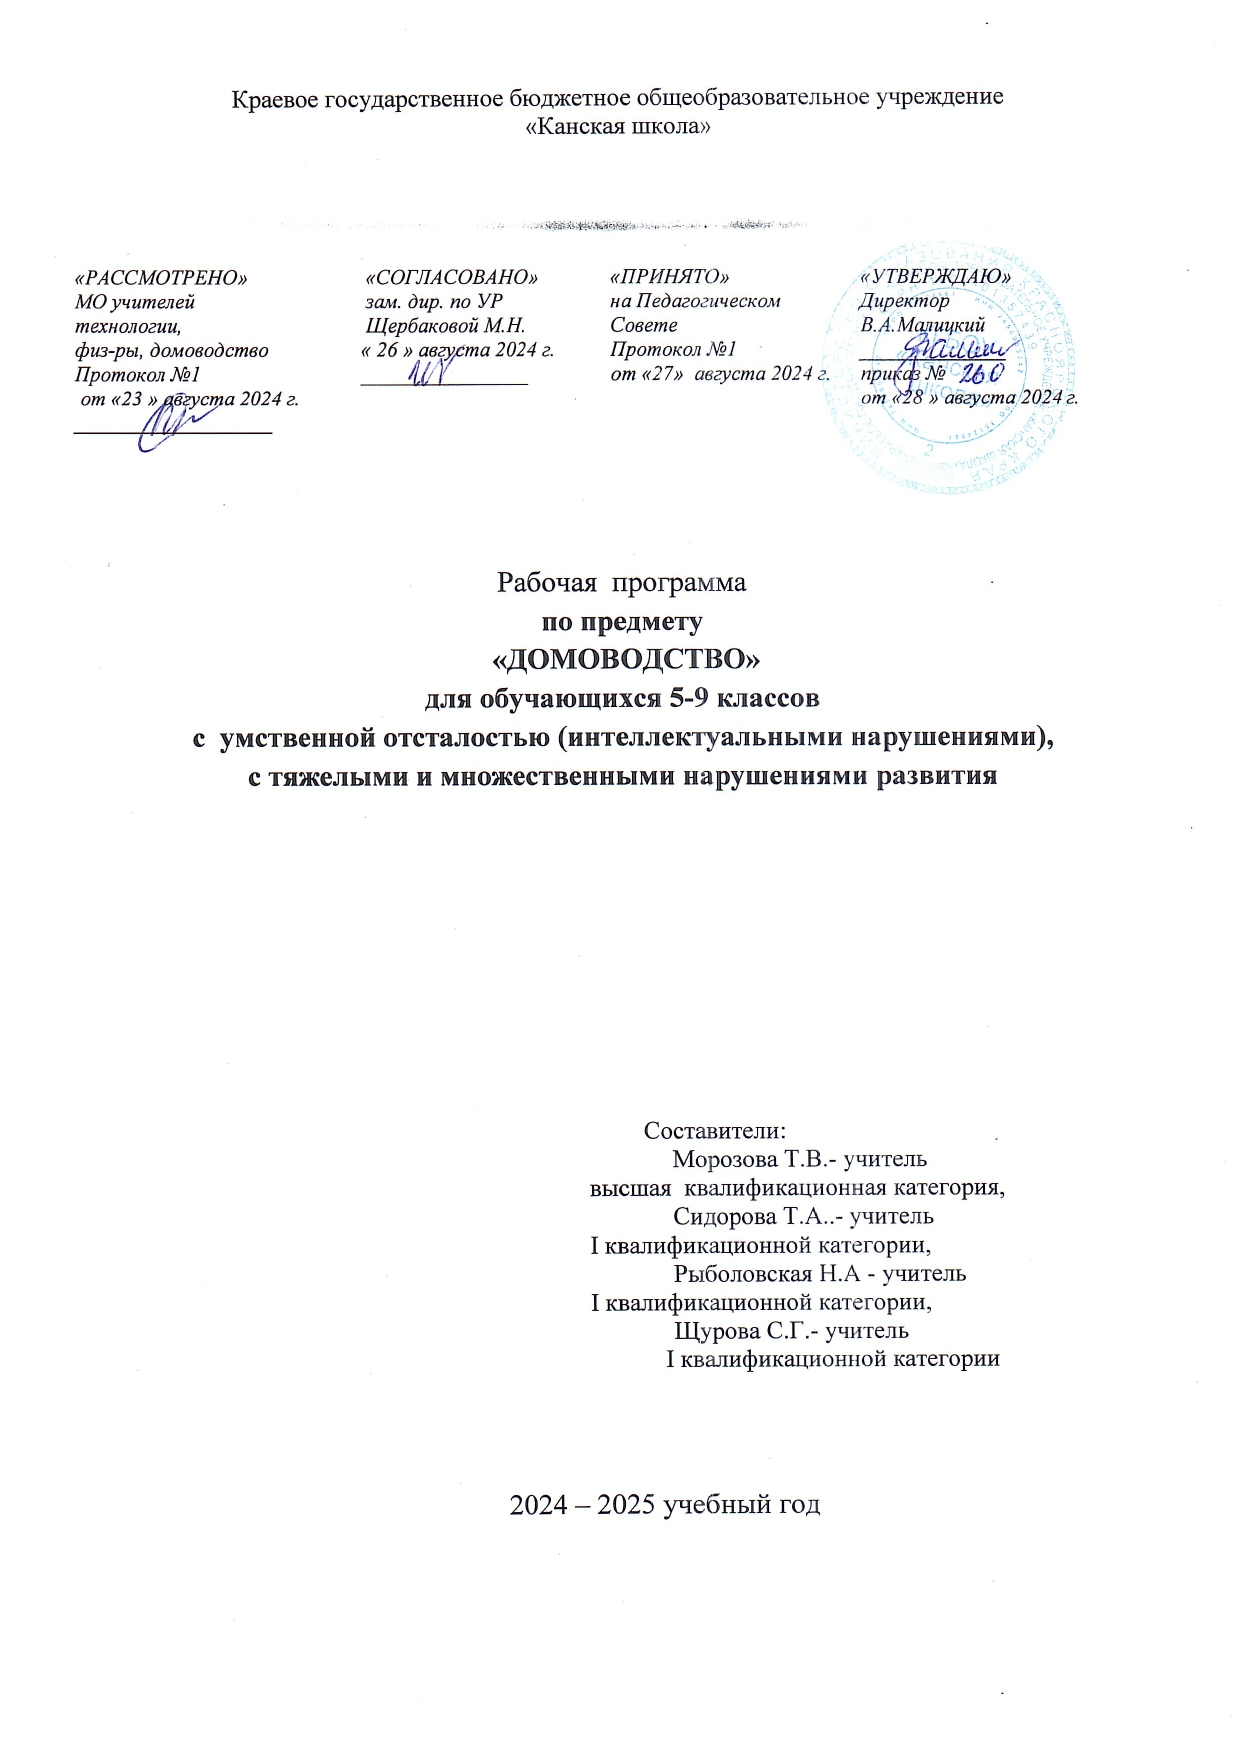 Краевое государственное бюджетное общеобразовательное учреждение
«Канская школа»
«РАССМОТРЕНО»
МО учителей
технологии,
физ-ры, домоводство
Протокол №1
от «23 » августа 2024 г.
«СОГЛАСОВАНО»
зам. дир. по УР
Щербаковой М.Н.
« 26 » августа 2024 г.
«ПРИНЯТО»
на Педагогическом
Совете
Протокол №1
от «27» августа 2024 г.
«УТВЕРЖДАЮ»
Директор
В.А.Малицкий
приказ № 260
от «28 » августа 2024 г.
Рабочая программа
по предмету
«ДОМОВОДСТВО»
для обучающихся 5-9 классов
с умственной отсталостью (интеллектуальными нарушениями),
с тяжелыми и множественными нарушениями развития
Составители:
Морозова Т.В.- учитель
высшая квалификационная категория,
Сидорова Т.А..- учитель
I квалификационной категории,
Рыболовская Н.А - учитель
I квалификационной категории,
Щурова С.Г.- учитель
I квалификационной категории
2024 – 2025 учебный год